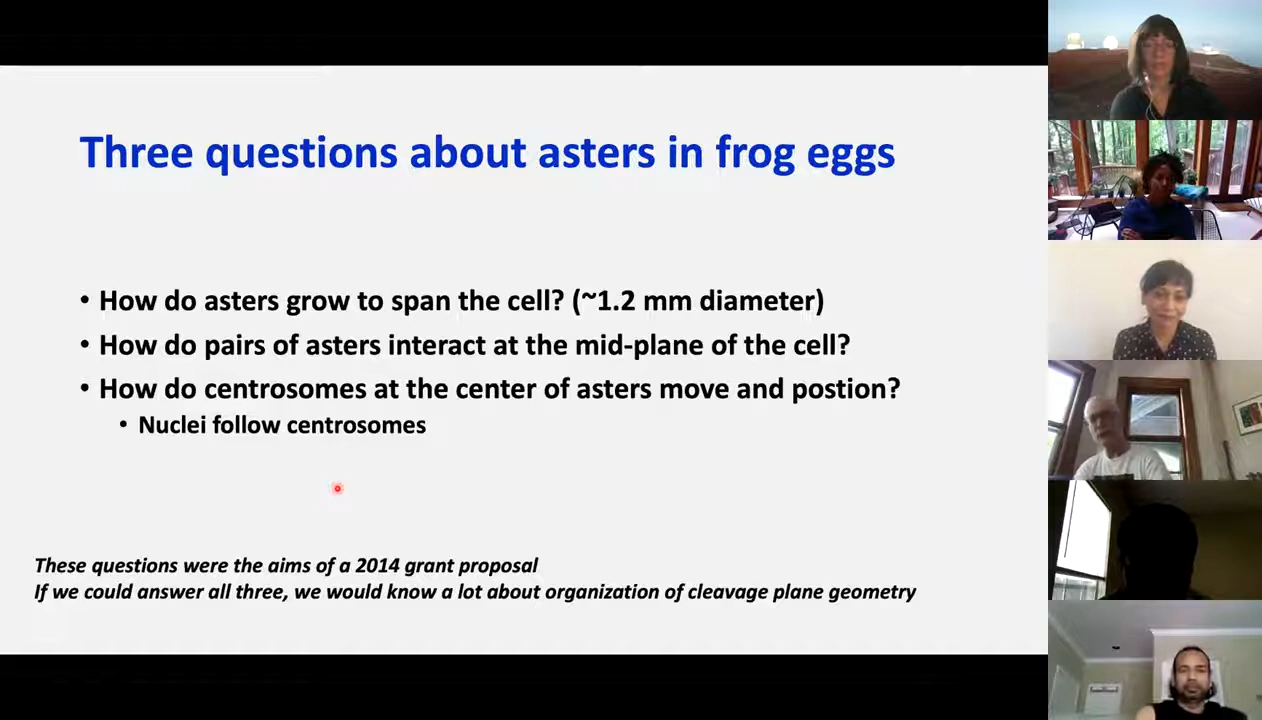 Three questions about asters in frog eggs
• How do asters grow to span the cell? (~1.2 mm diameter)
• How do pairs of asters interact at the mid-plane of the cell?
• How do centrosomes at the center of asters move and postion?
• Nuclei follow centrosomes
These questions were the aims of a 2014 grant proposal
If we could answer all three, we would know a lot about organization of cleavage plane geometry